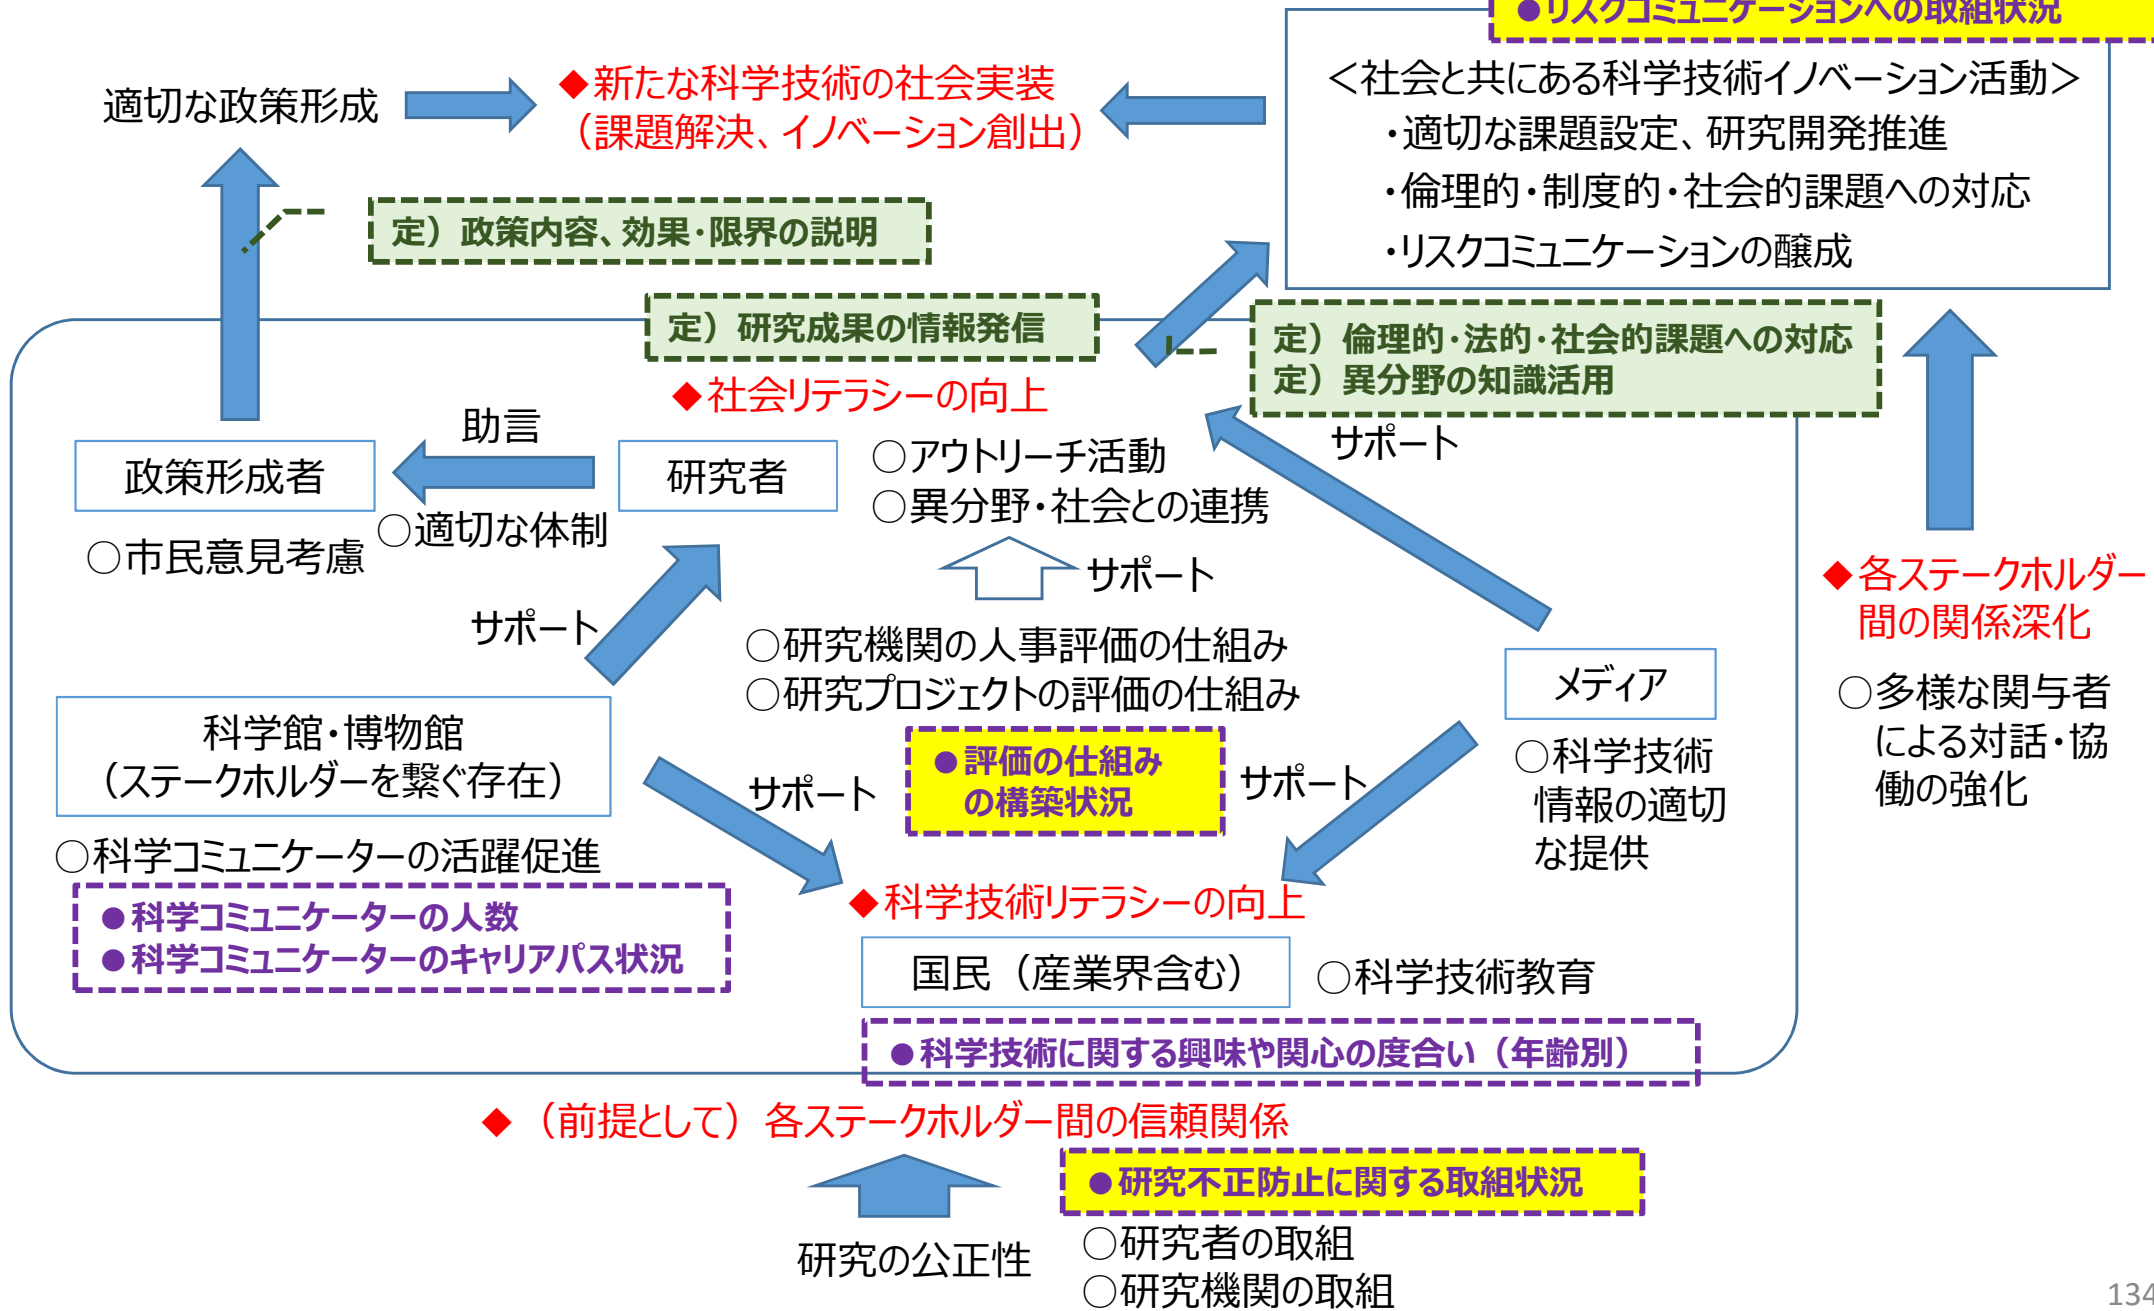 ●リスクコミュニケーションへの取組状況
適切な政策形成
◆新たな科学技術の社会実装
（課題解決、イノベーション創出）
＜社会と共にある科学技術イノベーション活動＞
・適切な課題設定、研究開発推進
・倫理的・制度的・社会的課題への対応
・リスクコミュニケーションの醸成
定）政策内容、効果・限界の説明
定）研究成果の情報発信
定）倫理的・法的・社会的課題への対応
定）異分野の知識活用
◆社会リテラシーの向上
助言
政策形成者
研究者
○アウトリーチ活動
○異分野・社会との連携
サポート
○適切な体制
○市民意見考慮
サポート
サポート
◆各ステークホルダー
間の関係深化
○研究機関の人事評価の仕組み
○研究プロジェクトの評価の仕組み
メディア
○多様な関与者
による対話・協
働の強化
科学館・博物館
（ステークホルダーを繋ぐ存在）
●評価の仕組み
の構築状況
サポート
サポート
○科学技術
情報の適切
な提供
○科学コミュニケーターの活躍促進
●科学コミュニケーターの人数
●科学コミュニケーターのキャリアパス状況
◆科学技術リテラシーの向上
国民（産業界含む）
○科学技術教育
●科学技術に関する興味や関心の度合い（年齢別）
◆（前提として）各ステークホルダー間の信頼関係
●研究不正防止に関する取組状況
研究の公正性
○研究者の取組
○研究機関の取組
134